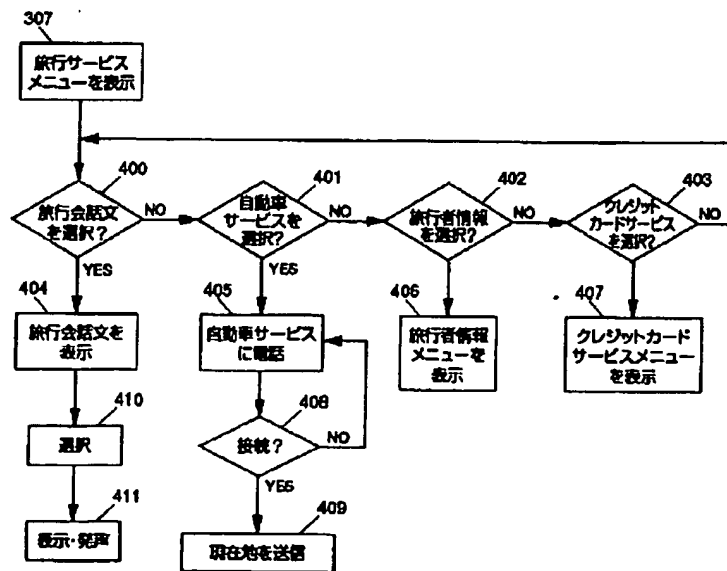 307
旅行サービス
メニューを表示
400
旅行会話文
を選択?
NO
YES
401
自動車
サービスを
選択?
NO
YES
402
旅行者情報
を選択?
NO
403
クレジット
カードサービス
を選択?
NO
404
旅行会話文を
表示
405
自動車サービス
に電話
406
旅行者情報
メニューを
表示
407
クレジットカード
サービスメニュー
を表示
410
選択
408
接続?
NO
YES
411
表示・発声
409
現在地を送信